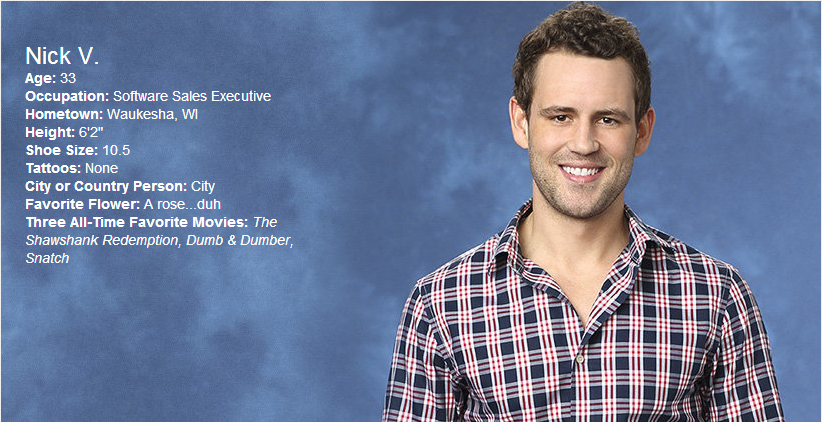 Nick V.
Age: 33
Occupation: Software Sales Executive
Hometown: Waukesha, WI
Height: 6'2"
Shoe Size: 10.5
Tattoos: None
City or Country Person: City
Favorite Flower: A rose...duh
Three All-Time Favorite Movies: The
Shawshank Redemption, Dumb & Dumber,
Snatch